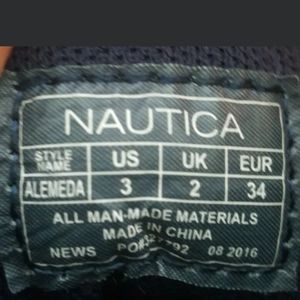 NAUTICA
STYLE NAME US UK EUR
ALEMEDA 3 2 34
ALL MAN-MADE MATERIALS
MADE IN CHINA
NEWS 08 2016